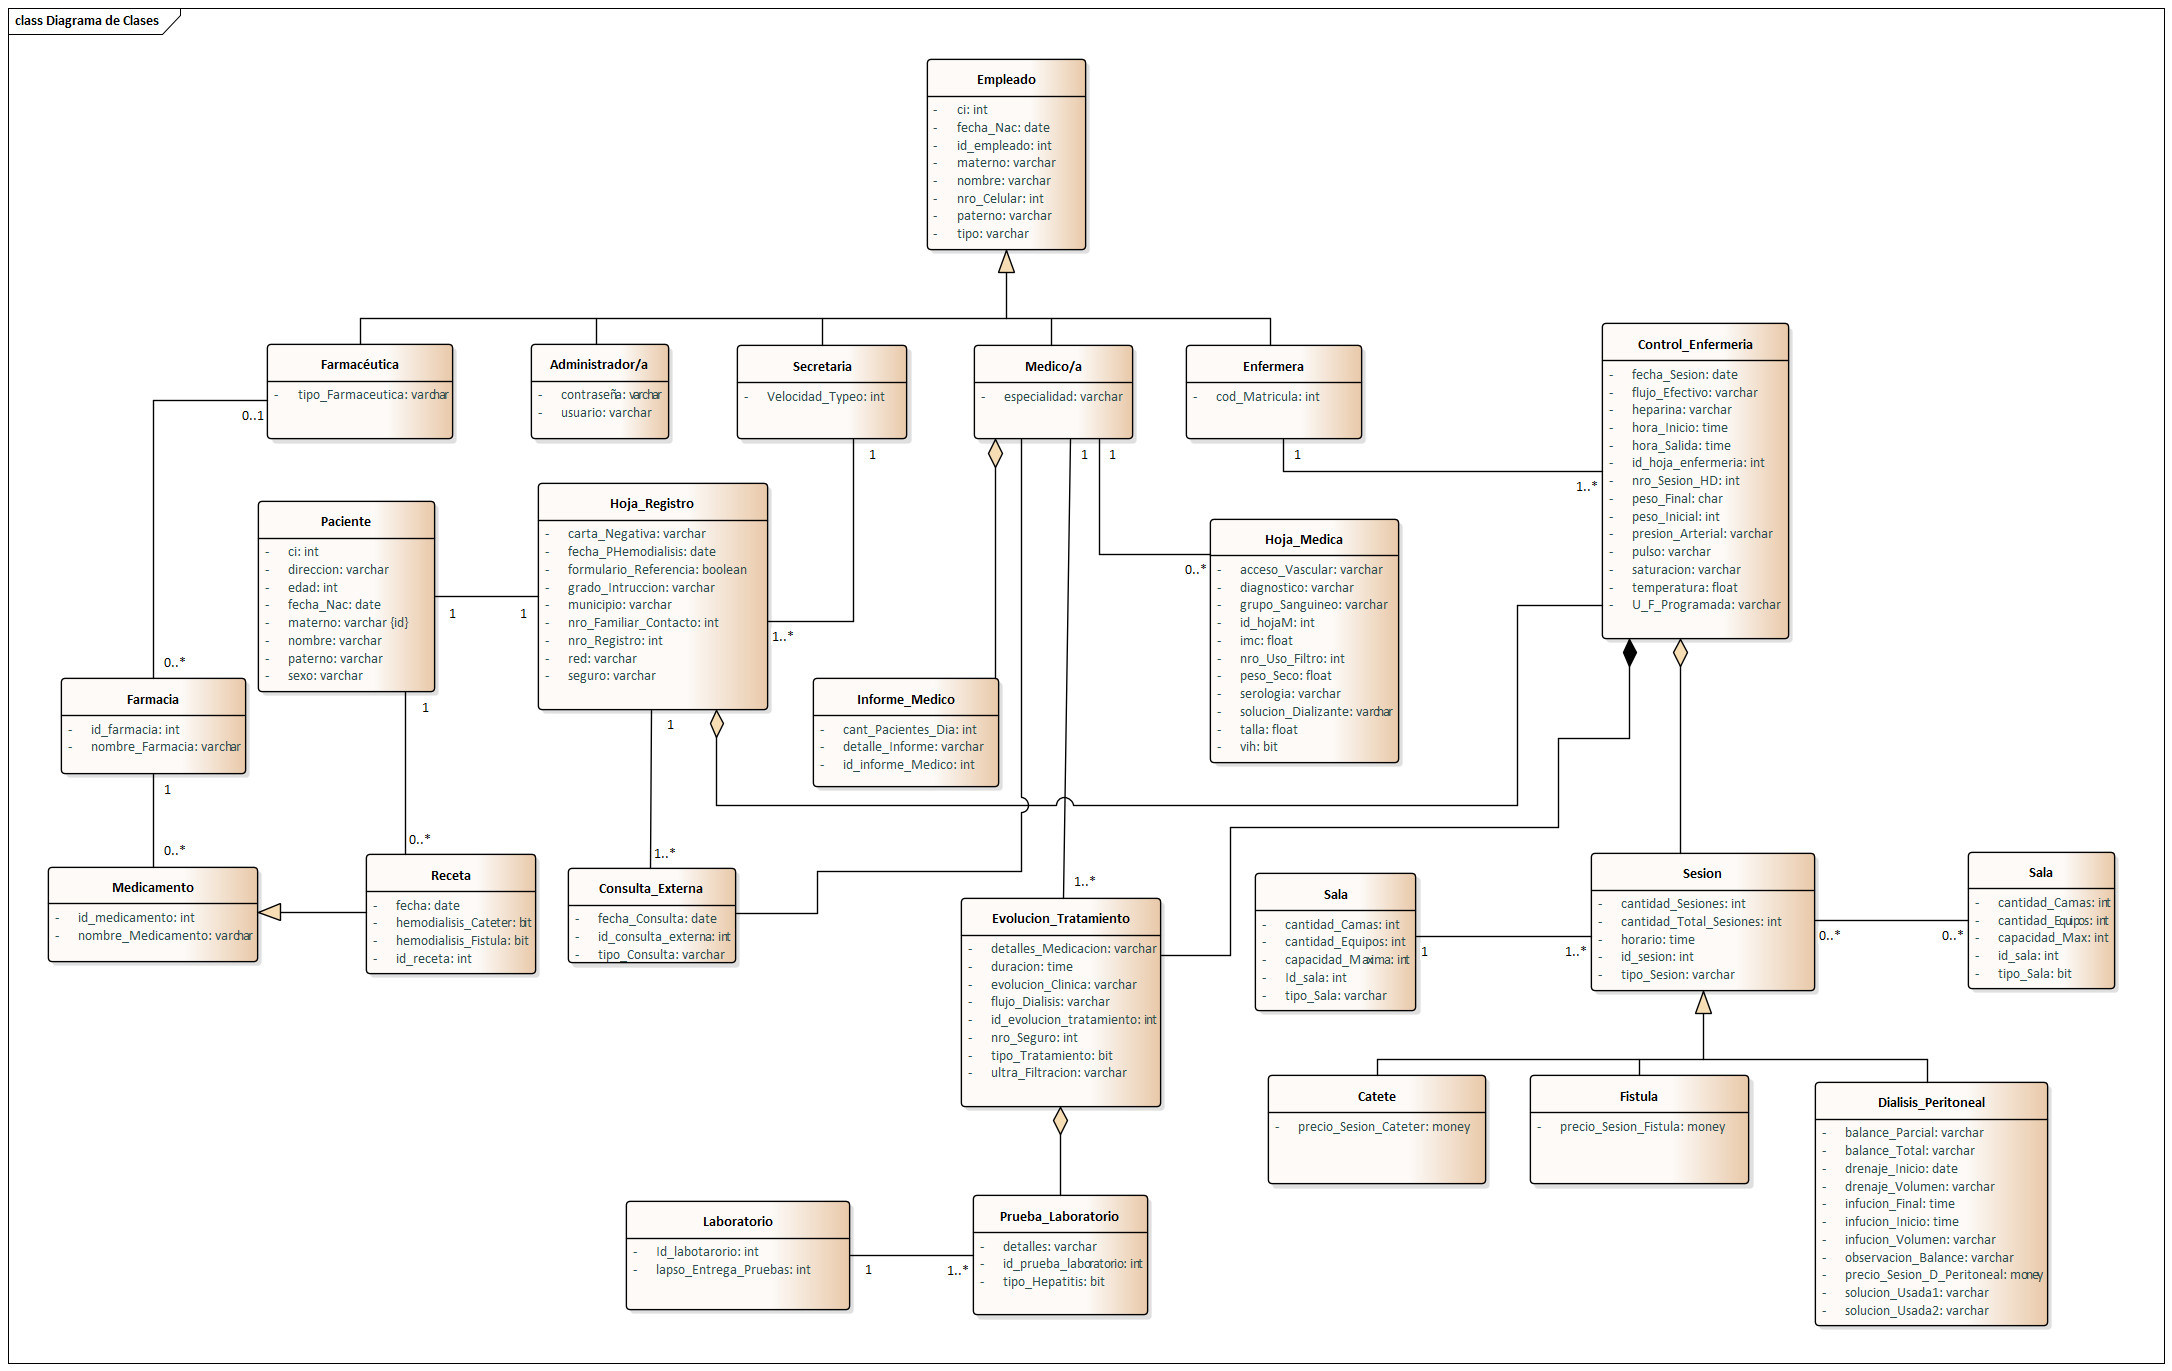 class Diagrama de Clases
Empleado
- ci: int
- fecha_Nac: date
- id_empleado: int
- materno: varchar
- nombre: varchar
- nro_Celular: int
- paterno: varchar
- tipo: varchar
Farmacéutica
- tipo_Farmaceutica: varchar
0..1
Administrador/a
- contraseña: varchar
- usuario: varchar
Secretaria
- Velocidad_Typeo: int
1
Medico/a
- especialidad: varchar
1
1
Enfermera
- cod_Matricula: int
1
Control_Enfermeria
- fecha_Sesion: date
- flujo_Efectivo: varchar
- heparina: varchar
- hora_Inicio: time
- hora_Salida: time
- id_hoja_enfermeria: int
- nro_Sesion_HD: int
- peso_Final: char
- peso_Inicial: int
- presion_Arterial: varchar
- pulso: varchar
- saturacion: varchar
- temperatura: float
- U_F_Programada: varchar
1..*
Paciente
- ci: int
- direccion: varchar
- edad: int
- fecha_Nac: date
- materno: varchar {id}
- nombre: varchar
- paterno: varchar
- sexo: varchar
1
1
Hoja_Registro
- carta_Negativa: varchar
- fecha_PHemodialisis: date
- formulario_Referencia: boolean
- grado_Intruccion: varchar
- municipio: varchar
- nro_Familiar_Contacto: int
- nro_Registro: int
- red: varchar
- seguro: varchar
1
1..*
1
Hoja_Medica
- acceso_Vascular: varchar
- diagnostico: varchar
- grupo_Sanguineo: varchar
- id_hojaM: int
- imc: float
- nro_Uso_Filtro: int
- peso_Seco: float
- serologia: varchar
- solucion_Dializante: varchar
- talla: float
- vih: bit
0..*
0..*
Farmacia
- id_farmacia: int
- nombre_Farmacia: varchar
1
Informe_Medico
- cant_Pacientes_Dia: int
- detalle_Informe: varchar
- id_informe_Medico: int
0..*
Medicamento
- id_medicamento: int
- nombre_Medicamento: varchar
0..*
Receta
- fecha: date
- hemodialisis_Cateter: bit
- hemodialisis_Fistula: bit
- id_receta: int
1..*
Consulta_Externa
- fecha_Consulta: date
- id_consulta_externa: int
- tipo_Consulta: varchar
1..*
Evolucion_Tratamiento
- detalles_Medicacion: varchar
- duracion: time
- evolucion_Clinica: varchar
- flujo_Dialisis: varchar
- id_evolucion_tratamiento: int
- nro_Seguro: int
- tipo_Tratamiento: bit
- ultra_Filtracion: varchar
Sala
- cantidad_Camas: int
- cantidad_Equipos: int
- capacidad_Maxima: int
- Id_sala: int
- tipo_Sala: varchar
1
1..*
Sesion
- cantidad_Sesiones: int
- cantidad_Total_Sesiones: int
- horario: time
- id_sesion: int
- tipo_Sesion: varchar
0..*
0..*
Sala
- cantidad_Camas: int
- cantidad_Equipos: int
- capacidad_Max: int
- id_sala: int
- tipo_Sala: bit
Catete
- precio_Sesion_Cateter: money
Fistula
- precio_Sesion_Fistula: money
Dialisis_Peritoneal
- balance_Parcial: varchar
- balance_Total: varchar
- drenaje_Inicio: date
- drenaje_Volumen: varchar
- infucion_Final: time
- infucion_Inicio: time
- infucion_Volumen: varchar
- observacion_Balance: varchar
- precio_Sesion_D_Peritoneal: money
- solucion_Usada1: varchar
- solucion_Usada2: varchar
Laboratorio
- Id_labotarorio: int
- lapso_Entrega_Pruebas: int
1
1..*
Prueba_Laboratorio
- detalles: varchar
- id_prueba_laboratorio: int
- tipo_Hepatitis: bit